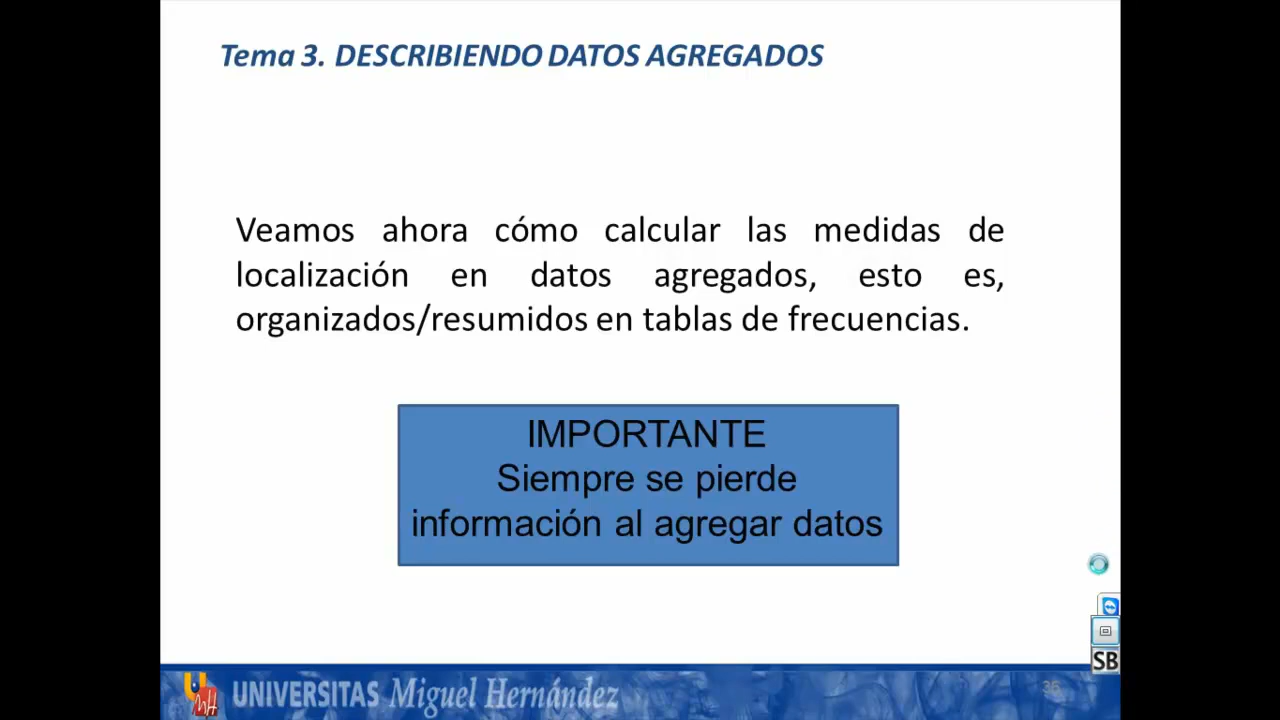 Tema 3. DESCRIBIENDO DATOS AGREGADOS
Veamos ahora cómo calcular las medidas de
localización en datos agregados, esto es,
organizados/resumidos en tablas de frecuencias.
IMPORTANTE
Siempre se pierde
información al agregar datos
SB
UNIVERSITAS Miguel Hernández
35